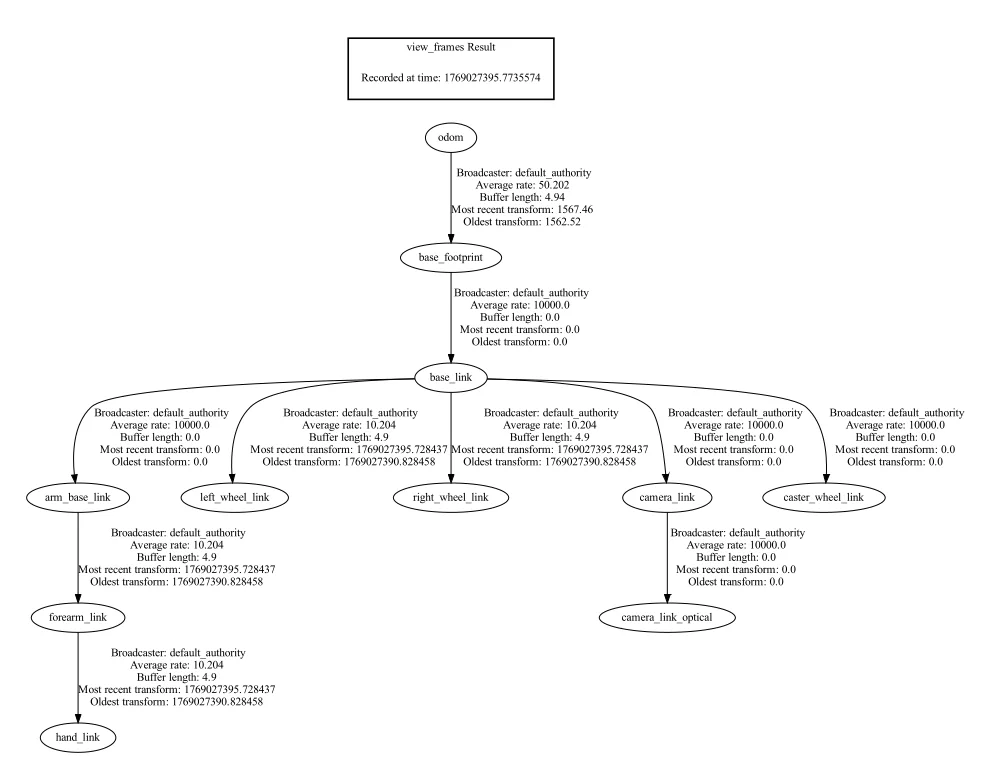 view_frames Result
Recorded at time: 1769027395.7735574
odom
Broadcaster: default_authority
Average rate: 50.202
Buffer length: 4.94
Most recent transform: 1567.46
Oldest transform: 1562.52
base_footprint
Broadcaster: default_authority
Average rate: 10000.0
Buffer length: 0.0
Most recent transform: 0.0
Oldest transform: 0.0
base_link
Broadcaster: default_authority
Average rate: 10000.0
Buffer length: 0.0
Most recent transform: 0.0
Oldest transform: 0.0
Broadcaster: default_authority
Average rate: 10.204
Buffer length: 4.9
Most recent transform: 1769027395.728437
Oldest transform: 1769027390.828458
Broadcaster: default_authority
Average rate: 10.204
Buffer length: 4.9
Most recent transform: 1769027395.728437
Oldest transform: 1769027390.828458
Broadcaster: default_authority
Average rate: 10000.0
Buffer length: 0.0
Most recent transform: 0.0
Oldest transform: 0.0
Broadcaster: default_authority
Average rate: 10000.0
Buffer length: 0.0
Most recent transform: 0.0
Oldest transform: 0.0
arm_base_link
left_wheel_link
right_wheel_link
camera_link
caster_wheel_link
Broadcaster: default_authority
Average rate: 10.204
Buffer length: 4.9
Most recent transform: 1769027395.728437
Oldest transform: 1769027390.828458
Broadcaster: default_authority
Average rate: 10000.0
Buffer length: 0.0
Most recent transform: 0.0
Oldest transform: 0.0
forearm_link
camera_link_optical
Broadcaster: default_authority
Average rate: 10.204
Buffer length: 4.9
Most recent transform: 1769027395.728437
Oldest transform: 1769027390.828458
hand_link